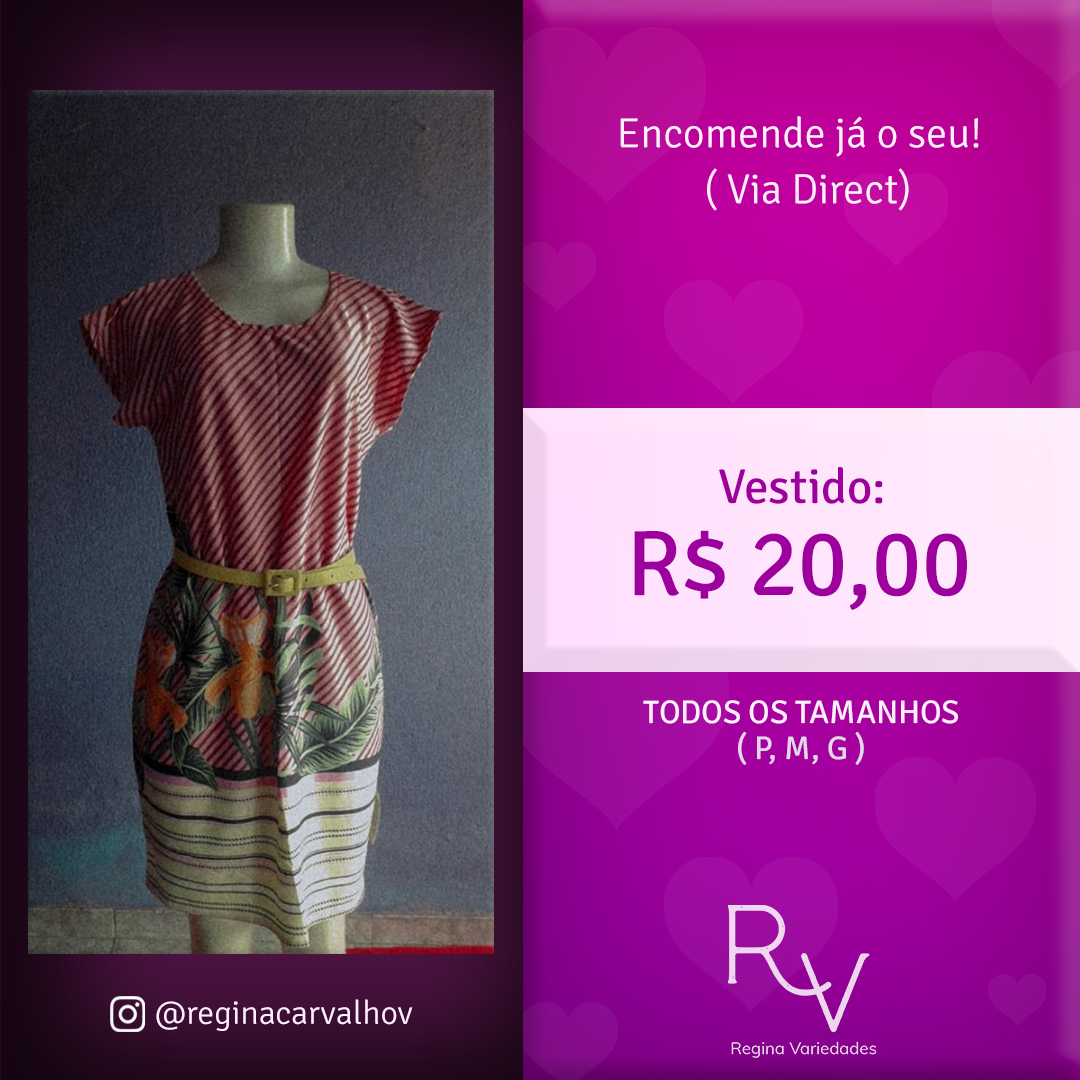 Encomende já o seu!
( Via Direct)
Vestido:
R$ 20,00
TODOS OS TAMANHOS
( P, M, G )
RV
Regina Variedades
@reginacarvalhov